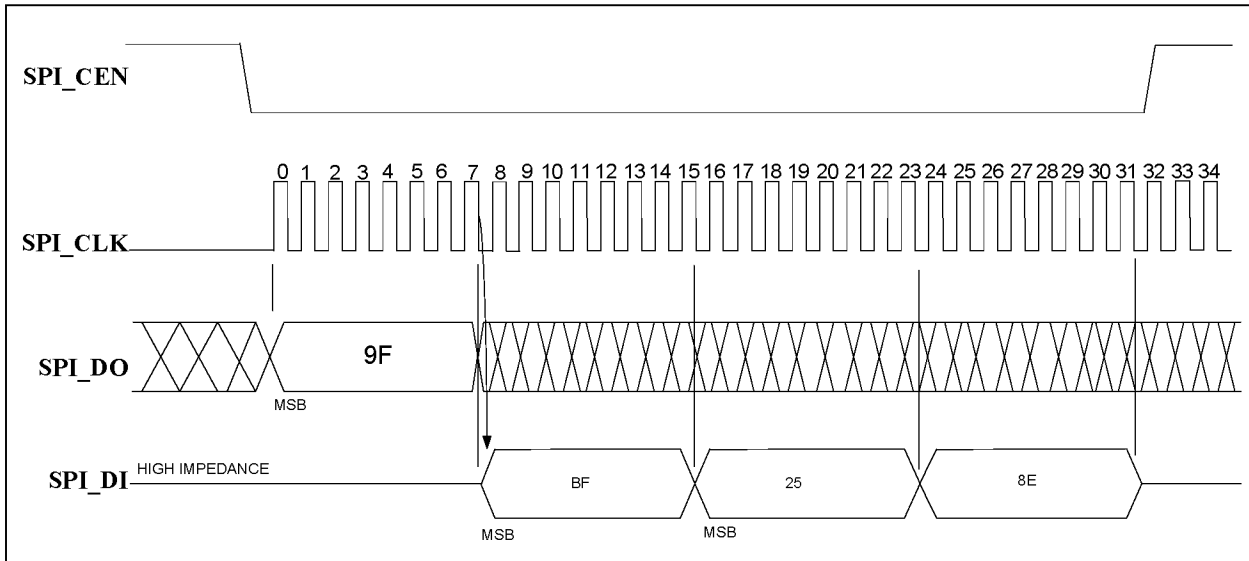 SPI_CEN
0 1 2 3 4 5 6 7 8 9 10 11 12 13 14 15 16 17 18 19 20 21 22 23 24 25 26 27 28 29 30 31 32 33 34
SPI_CLK
9F
SPI_DO
MSB
HIGH IMPEDANCE
SPI_DI
BF 25 8E
MSB MSB